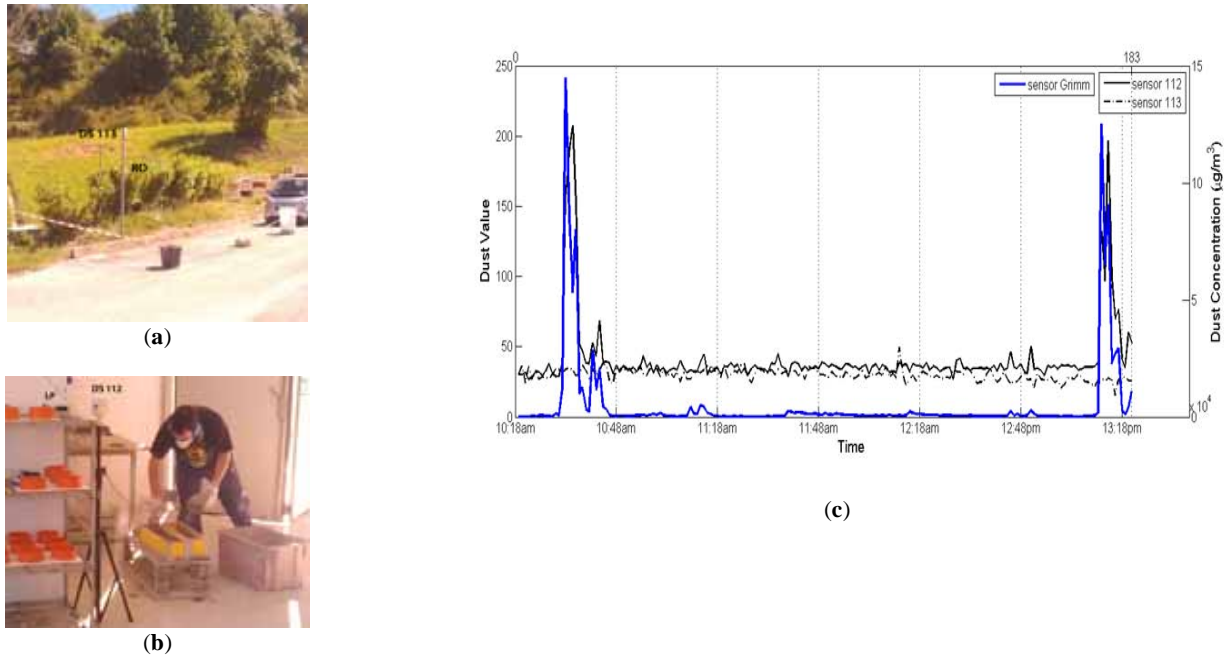 DS 113
RD
(a)
LP
DS 112
(b)
0
183
250
200
150
100
50
0
Dust Value
sensor Grimm
sensor 112
sensor 113
15
10
5
0
x 10⁴
Dust Concentration (μg/m³)
10.18am
10.48am
11.18am
11.48am
12.18am
12.48am
13.18pm
Time
(c)